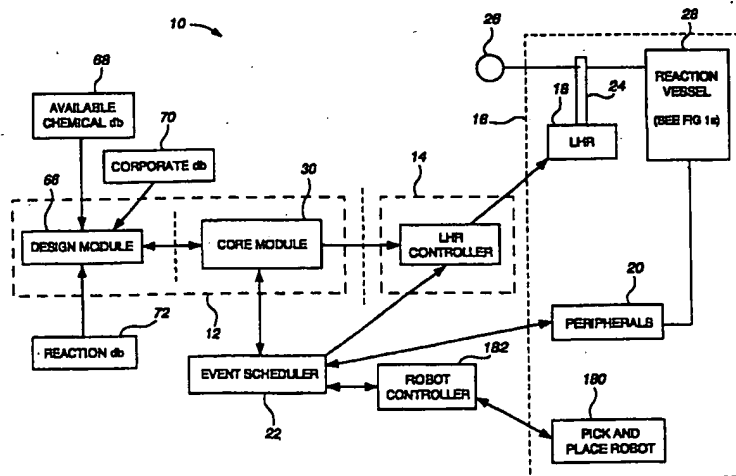 10
68
AVAILABLE
CHEMICAL db
70
CORPORATE db
66
DESIGN MODULE
30
CORE MODULE
12
REACTION db
72
14
LHR
CONTROLLER
EVENT SCHEDULER
22
182
ROBOT
CONTROLLER
26
16
18
LHR
24
28
REACTION
VESSEL
(SEE FIG 1c)
20
PERIPHERALS
180
PICK AND
PLACE ROBOT